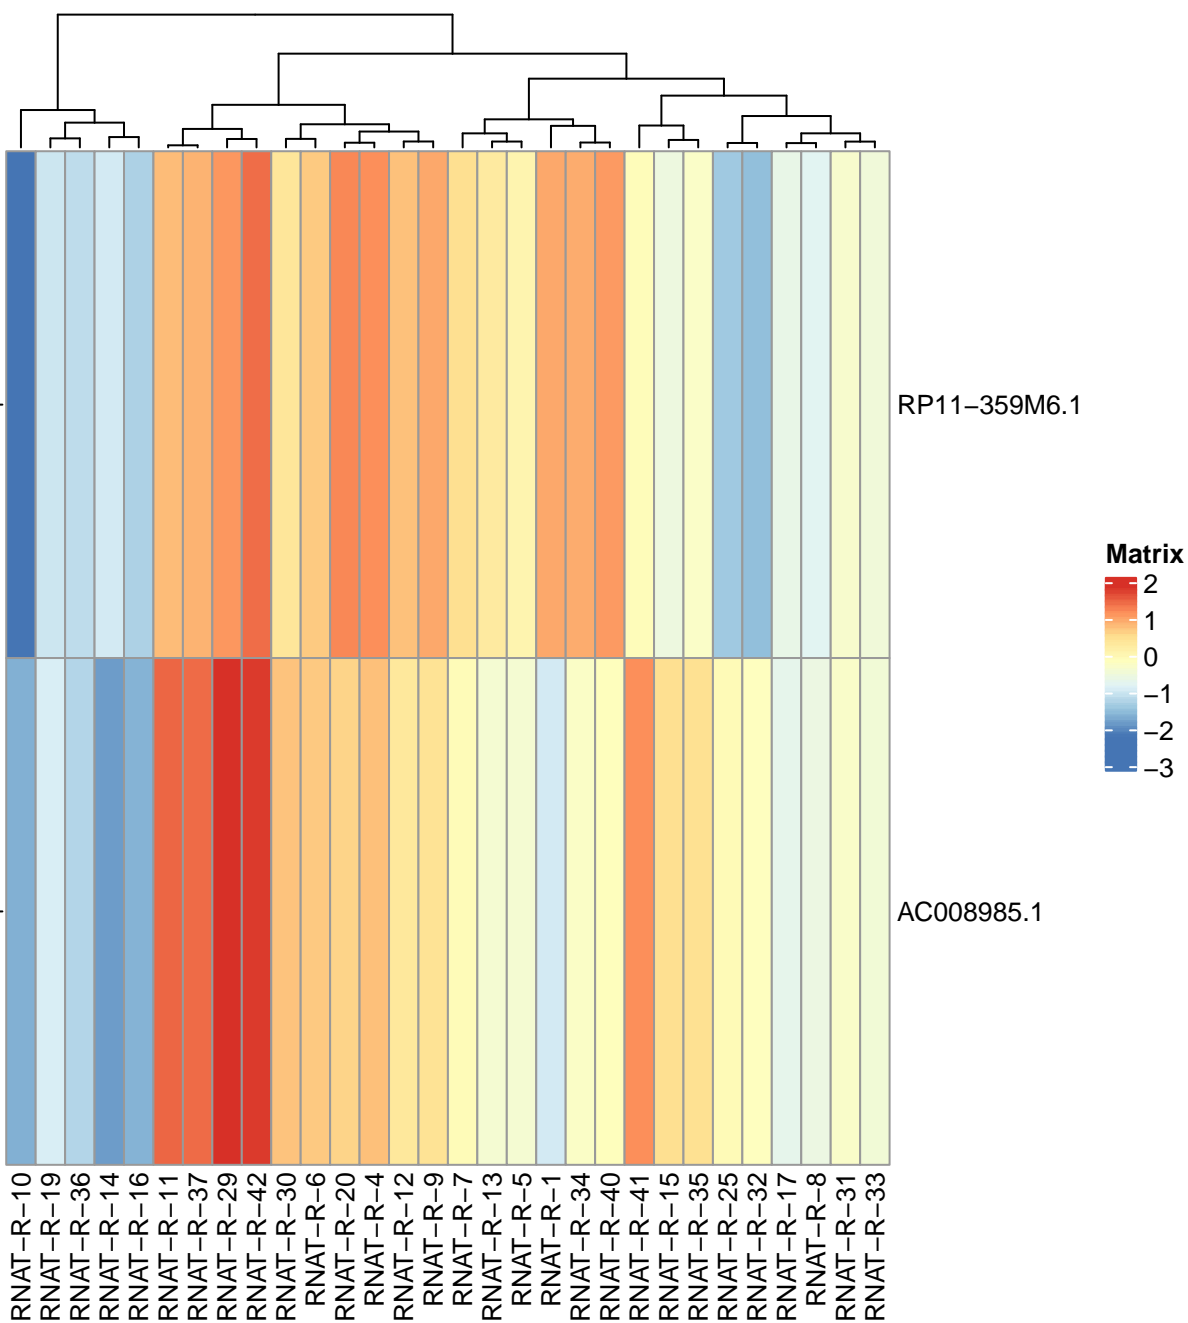 RP11−359M6.1
Matrix
2
1
0
−1
−2
−3
AC008985.1
RNAT−R−10
RNAT−R−19
RNAT−R−36
RNAT−R−14
RNAT−R−16
RNAT−R−11
RNAT−R−37
RNAT−R−29
RNAT−R−42
RNAT−R−30
RNAT−R−6
RNAT−R−20
RNAT−R−4
RNAT−R−12
RNAT−R−9
RNAT−R−7
RNAT−R−13
RNAT−R−5
RNAT−R−1
RNAT−R−34
RNAT−R−40
RNAT−R−41
RNAT−R−15
RNAT−R−35
RNAT−R−25
RNAT−R−32
RNAT−R−17
RNAT−R−8
RNAT−R−31
RNAT−R−33